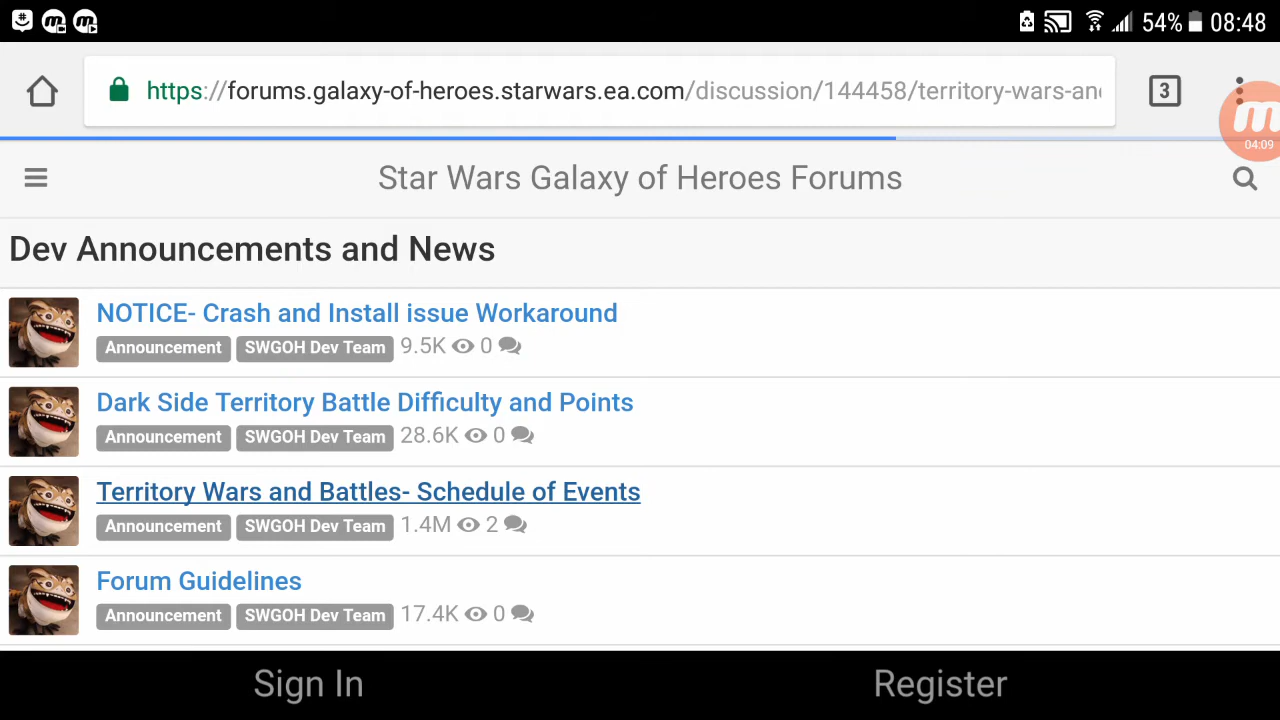 54% 08:48
https://forums.galaxy-of-heroes.starwars.ea.com/discussion/144458/territory-wars-and
3
04:09
Star Wars Galaxy of Heroes Forums
Dev Announcements and News
NOTICE- Crash and Install issue Workaround
Announcement SWGOH Dev Team 9.5K 0
Dark Side Territory Battle Difficulty and Points
Announcement SWGOH Dev Team 28.6K 0
Territory Wars and Battles- Schedule of Events
Announcement SWGOH Dev Team 1.4M 2
Forum Guidelines
Announcement SWGOH Dev Team 17.4K 0
Sign In Register